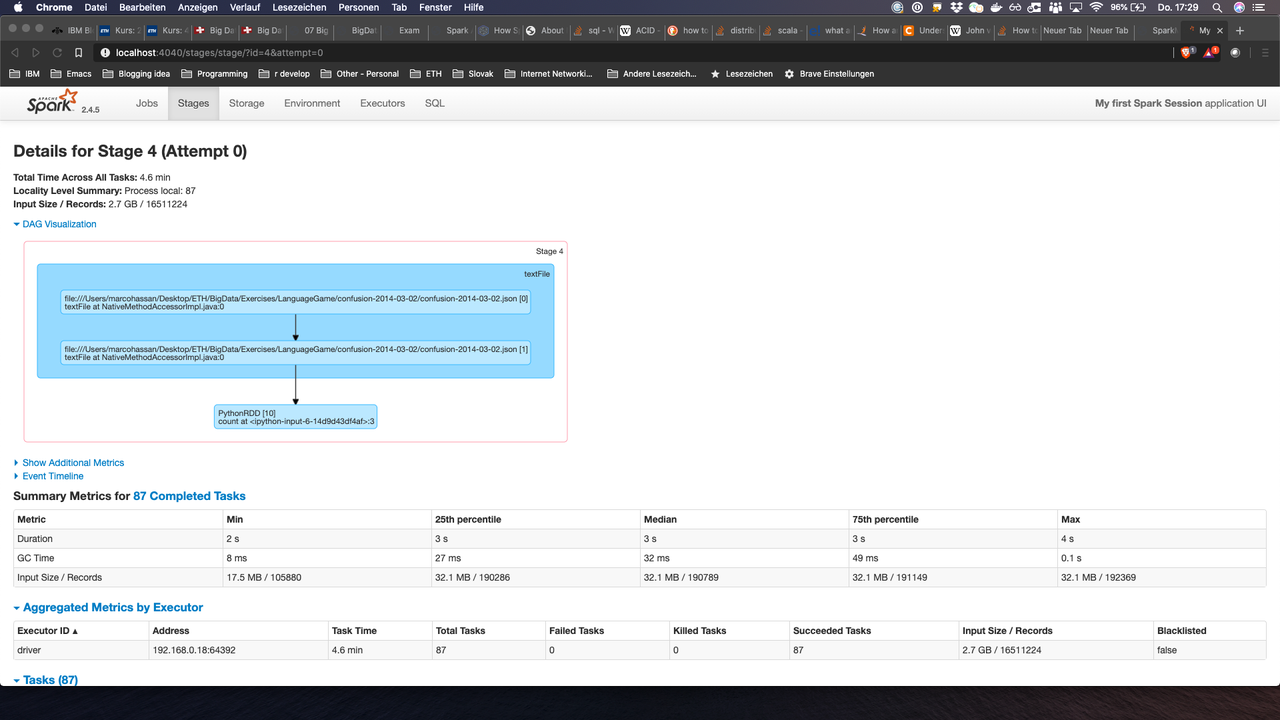 Chrome Datei Bearbeiten Anzeigen Verlauf Lesezeichen Personen Tab Fenster Hilfe 96% Do. 17:29
IBM Bl Kurs: 2 Kurs: 4 Big Da Big Da 07 Big BigDat Exam Spark How S About sql - W ACID - how to distrib scala - what a How a Under John v How to Neuer Tab Neuer Tab Spark My
localhost:4040/stages/stage/?id=4&attempt=0
IBM Emacs Blogging idea Programming r develop Other - Personal ETH Slovak Internet Networki... Andere Lesezeich... Lesezeichen Brave Einstellungen
APACHE Spark 2.4.5 Jobs Stages Storage Environment Executors SQL My first Spark Session application UI
Details for Stage 4 (Attempt 0)
Total Time Across All Tasks: 4.6 min
Locality Level Summary: Process local: 87
Input Size / Records: 2.7 GB / 16511224
DAG Visualization
Stage 4
textFile
file:///Users/marcohassan/Desktop/ETH/BigData/Exercises/LanguageGame/confusion-2014-03-02/confusion-2014-03-02.json [0]
textFile at NativeMethodAccessorImpl.java:0
file:///Users/marcohassan/Desktop/ETH/BigData/Exercises/LanguageGame/confusion-2014-03-02/confusion-2014-03-02.json [1]
textFile at NativeMethodAccessorImpl.java:0
PythonRDD [10]
count at <ipython-input-6-14d9d43df4af>:3
Show Additional Metrics
Event Timeline
Summary Metrics for 87 Completed Tasks
Metric Min 25th percentile Median 75th percentile Max
Duration 2 s 3 s 3 s 3 s 4 s
GC Time 8 ms 27 ms 32 ms 49 ms 0.1 s
Input Size / Records 17.5 MB / 105880 32.1 MB / 190286 32.1 MB / 190789 32.1 MB / 191149 32.1 MB / 192369
Aggregated Metrics by Executor
Executor ID ▲ Address Task Time Total Tasks Failed Tasks Killed Tasks Succeeded Tasks Input Size / Records Blacklisted
driver 192.168.0.18:64392 4.6 min 87 0 0 87 2.7 GB / 16511224 false
Tasks (87)